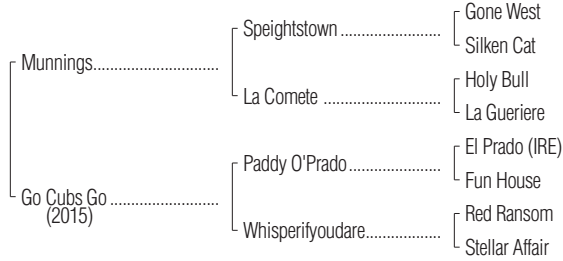 Gone West
Speightstown
Silken Cat
Munnings
Holy Bull
La Comete
La Gueriere
El Prado (IRE)
Paddy O'Prado
Fun House
Go Cubs Go
(2015)
Red Ransom
Whisperifyoudare
Stellar Affair